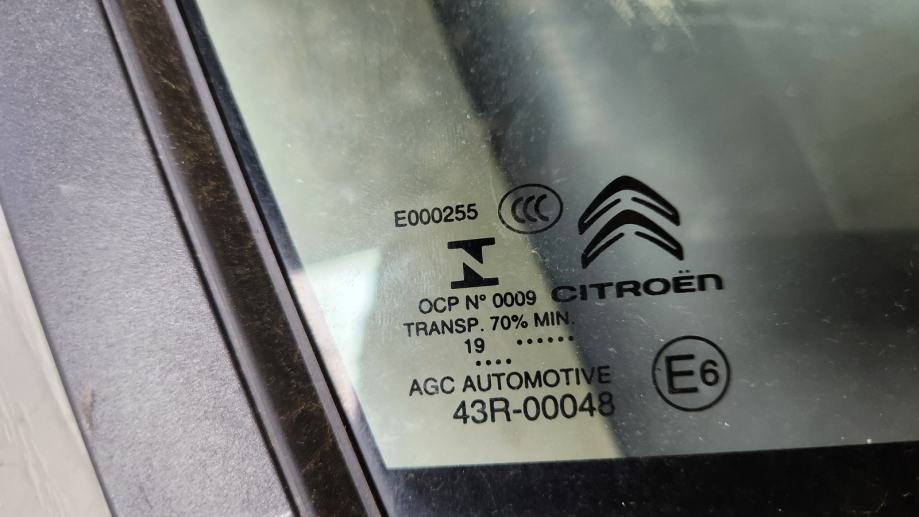 E000255
CCC
OCP N° 0009
CITROËN
TRANSP. 70% MIN.
19 ······
····
AGC AUTOMOTIVE
E6
43R-00048